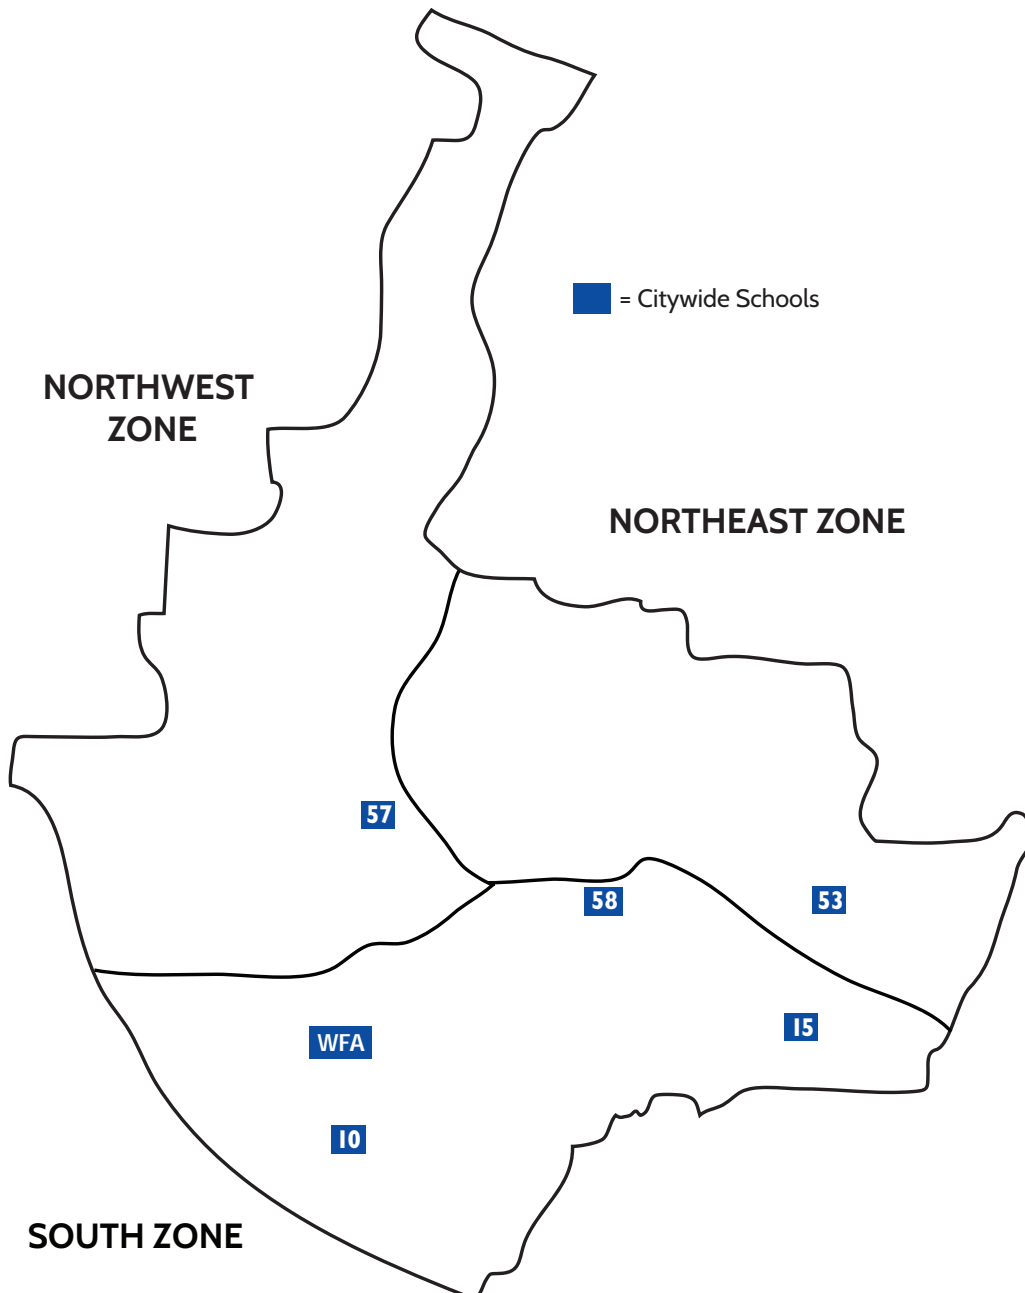 = Citywide Schools
NORTHWEST
ZONE
NORTHEAST ZONE
57
58
53
15
WFA
10
SOUTH ZONE